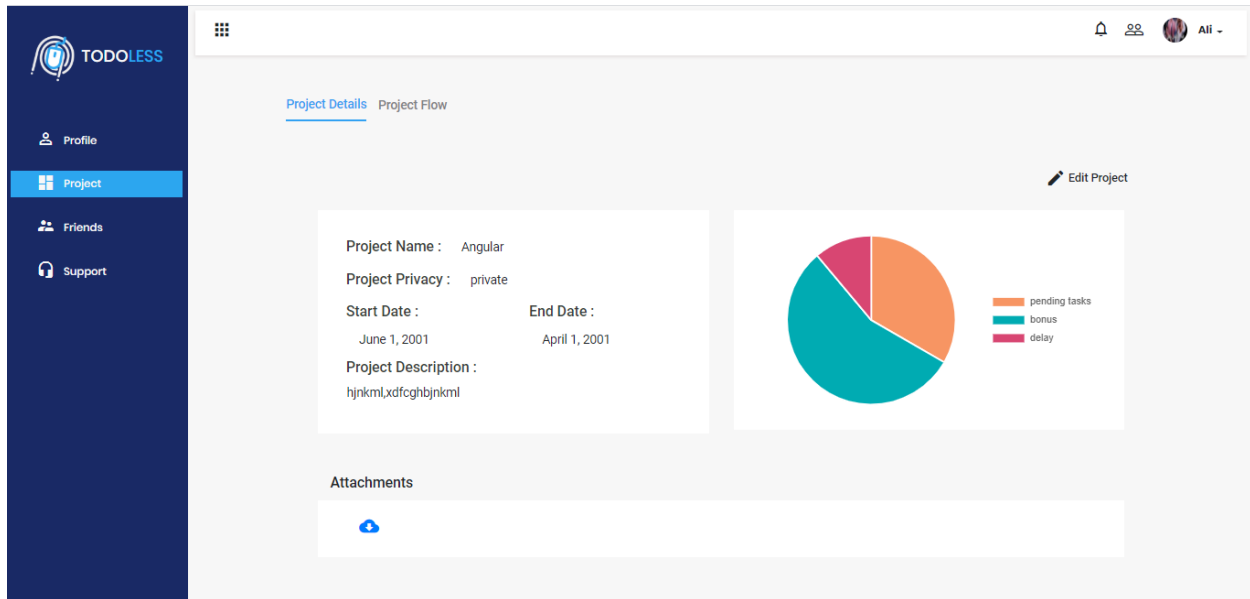 TODOLESS
Ali
Profile
Project
Friends
Support
Project Details Project Flow
Edit Project
Project Name : Angular
Project Privacy : private
Start Date : End Date :
June 1, 2001 April 1, 2001
Project Description :
hjnkml,xdfcghbjnkml
pending tasks
bonus
delay
Attachments